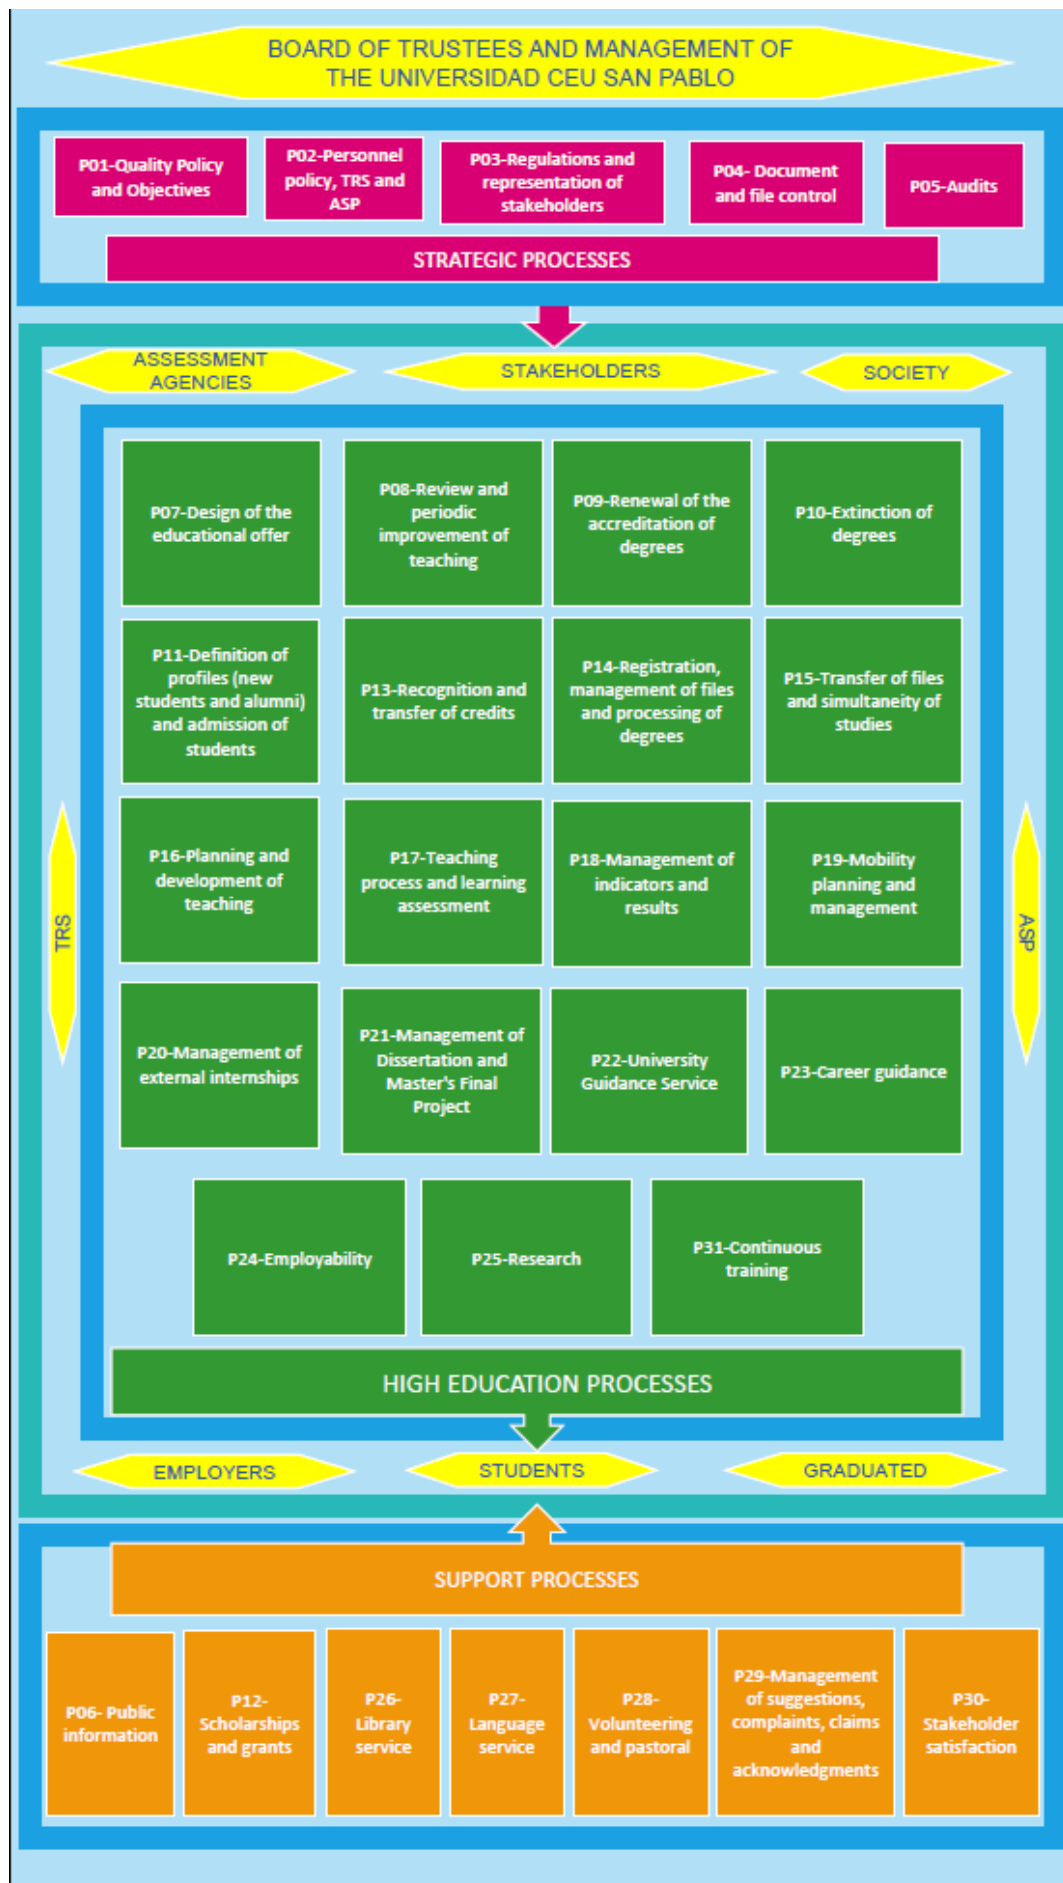 BOARD OF TRUSTEES AND MANAGEMENT OF
THE UNIVERSIDAD CEU SAN PABLO
P01-Quality Policy
and Objectives
P02-Personnel
policy, TRS and
ASP
P03-Regulations and
representation of
stakeholders
P04- Document
and file control
P05-Audits
STRATEGIC PROCESSES
ASSESSMENT
AGENCIES
STAKEHOLDERS
SOCIETY
P07-Design of the
educational offer
P08-Review and
periodic
improvement of
teaching
P09-Renewal of the
accreditation of
degrees
P10-Extinction of
degrees
P11-Definition of
profiles (new
students and alumni)
and admission of
students
P13-Recognition and
transfer of credits
P14-Registration,
management of files
and processing of
degrees
P15-Transfer of files
and simultaneity of
studies
TRS
P16-Planning and
development of
teaching
P17-Teaching
process and learning
assessment
P18-Management of
indicators and
results
P19-Mobility
planning and
management
ASP
P20-Management of
external internships
P21-Management of
Dissertation and
Master's Final
Project
P22-University
Guidance Service
P23-Career guidance
P24-Employability
P25-Research
P31-Continuous
training
HIGH EDUCATION PROCESSES
EMPLOYERS
STUDENTS
GRADUATED
SUPPORT PROCESSES
P06- Public
information
P12-
Scholarships
and grants
P26-
Library
service
P27-
Language
service
P28-
Volunteering
and pastoral
P29-Management
of suggestions,
complaints, claims
and
acknowledgments
P30-
Stakeholder
satisfaction